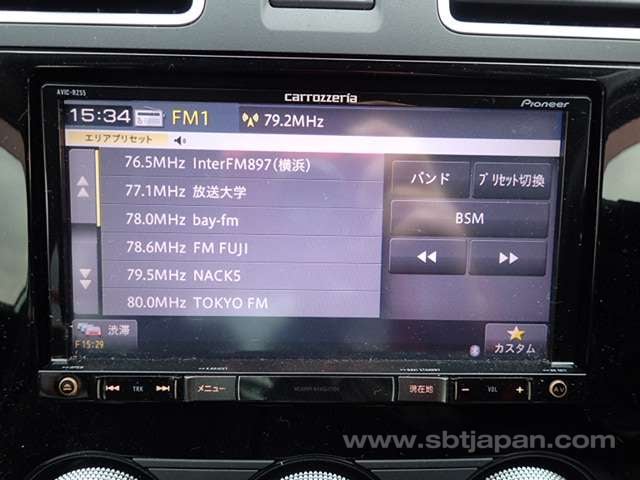 AVIC-RZ55
carrozzeria
Pioneer
15:34 FM1 79.2MHz
エリアプリセット
76.5MHz InterFM897(横浜)
77.1MHz 放送大学
78.0MHz bay-fm
78.6MHz FM FUJI
79.5MHz NACK5
80.0MHz TOKYO FM
バンド プリセット切換
BSM
渋滞
F15:29
カスタム
TRK メニュー 現在地 − VOL + AV
www.sbtjapan.com